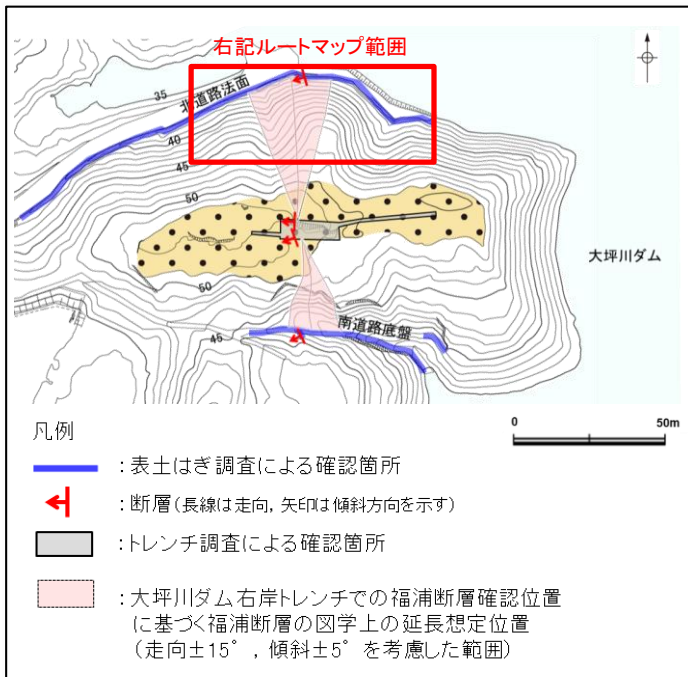 右記ルートマップ範囲
35
北道路法面
40
45
50
大坪川ダム
50
南道路底盤
45
0 50m
凡例
：表土はぎ調査による確認箇所
：断層（長線は走向，矢印は傾斜方向を示す）
：トレンチ調査による確認箇所
：大坪川ダム右岸トレンチでの福浦断層確認位置
に基づく福浦断層の図学上の延長想定位置
（走向±15°，傾斜±5°を考慮した範囲）